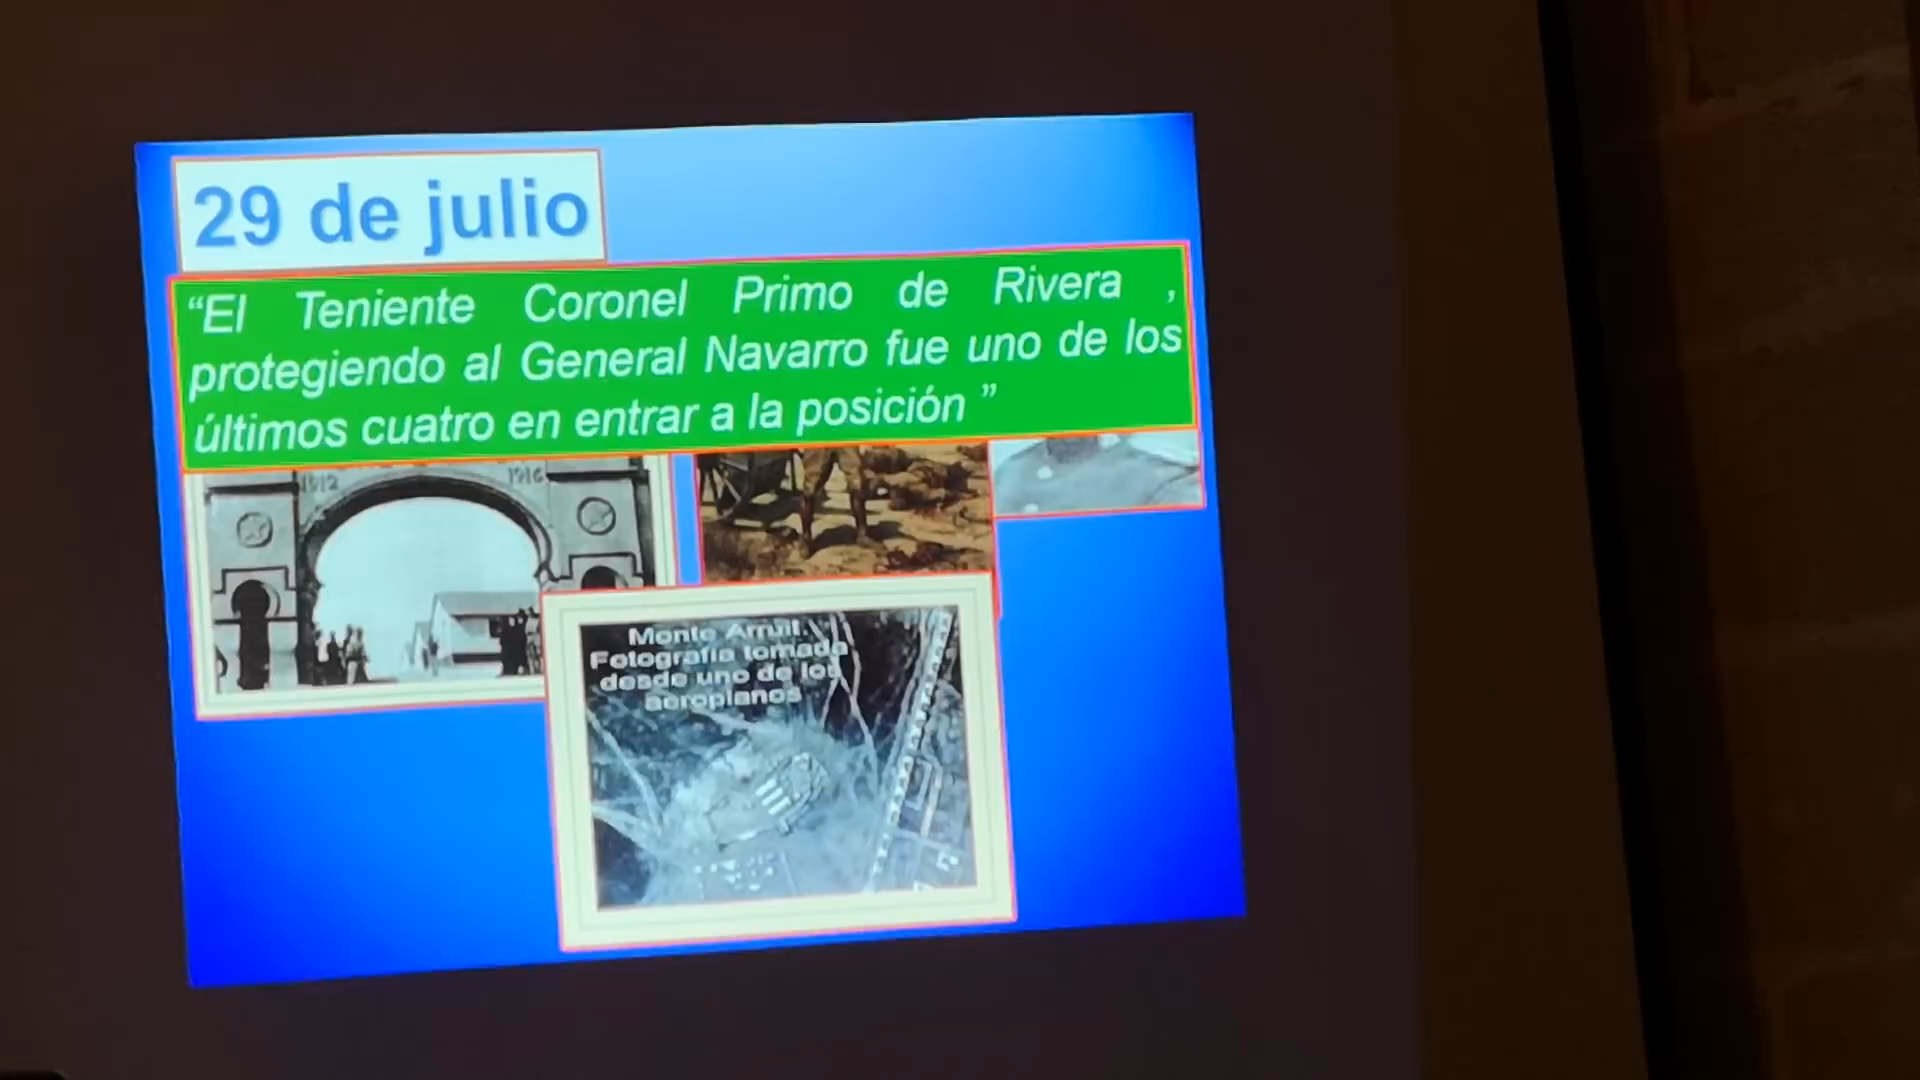 29 de julio
“El Teniente Coronel Primo de Rivera ,
protegiendo al General Navarro fue uno de los
últimos cuatro en entrar a la posición ”
1912 1916
Monte Arruit.
Fotografía tomada
desde uno de los
aeroplanos